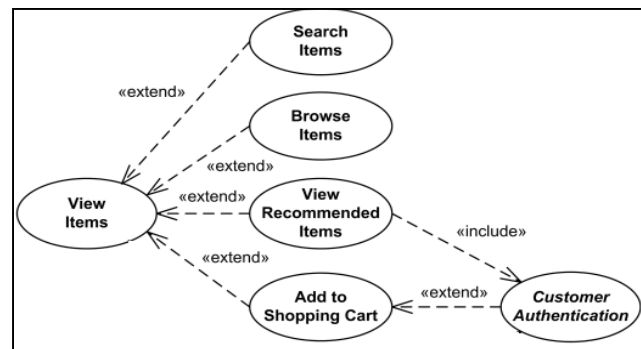 Search
Items
«extend»
Browse
Items
«extend»
View
Items
«extend»
View
Recommended
Items
«include»
«extend»
Add to
Shopping Cart
«extend»
Customer
Authentication